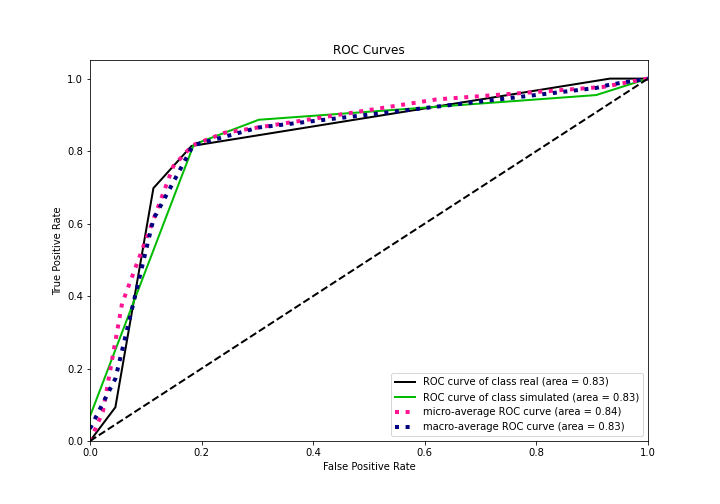 ROC Curves
True Positive Rate
1.0
0.8
0.6
0.4
0.2
0.0
0.0 0.2 0.4 0.6 0.8 1.0
False Positive Rate
ROC curve of class real (area = 0.83)
ROC curve of class simulated (area = 0.83)
micro-average ROC curve (area = 0.84)
macro-average ROC curve (area = 0.83)